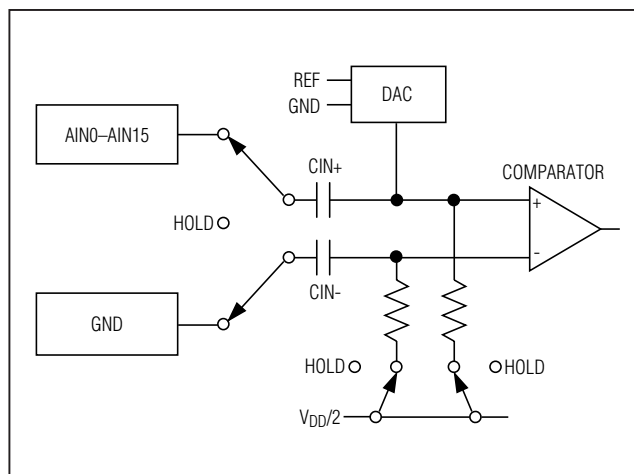 REF
GND
DAC
AIN0–AIN15
CIN+
COMPARATOR
+
HOLD
-
CIN-
GND
HOLD
HOLD
VDD/2